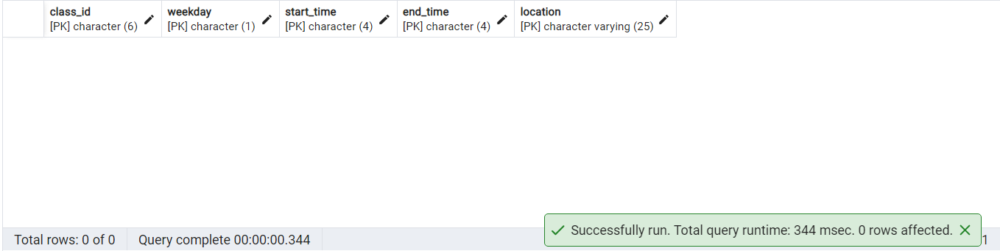 class_id weekday start_time end_time location
[PK] character (6) [PK] character (1) [PK] character (4) [PK] character (4) [PK] character varying (25)
Successfully run. Total query runtime: 344 msec. 0 rows affected.
Total rows: 0 of 0 Query complete 00:00:00.344 1